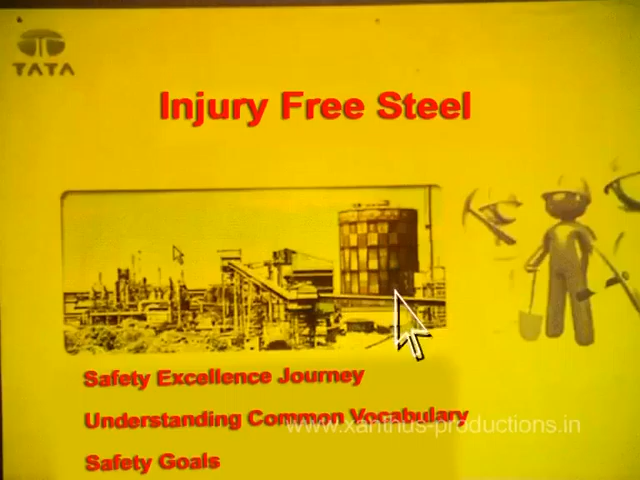 TATA
Injury Free Steel
Safety Excellence Journey
Understanding Common Vocabulary
www.xanthus-productions.in
Safety Goals